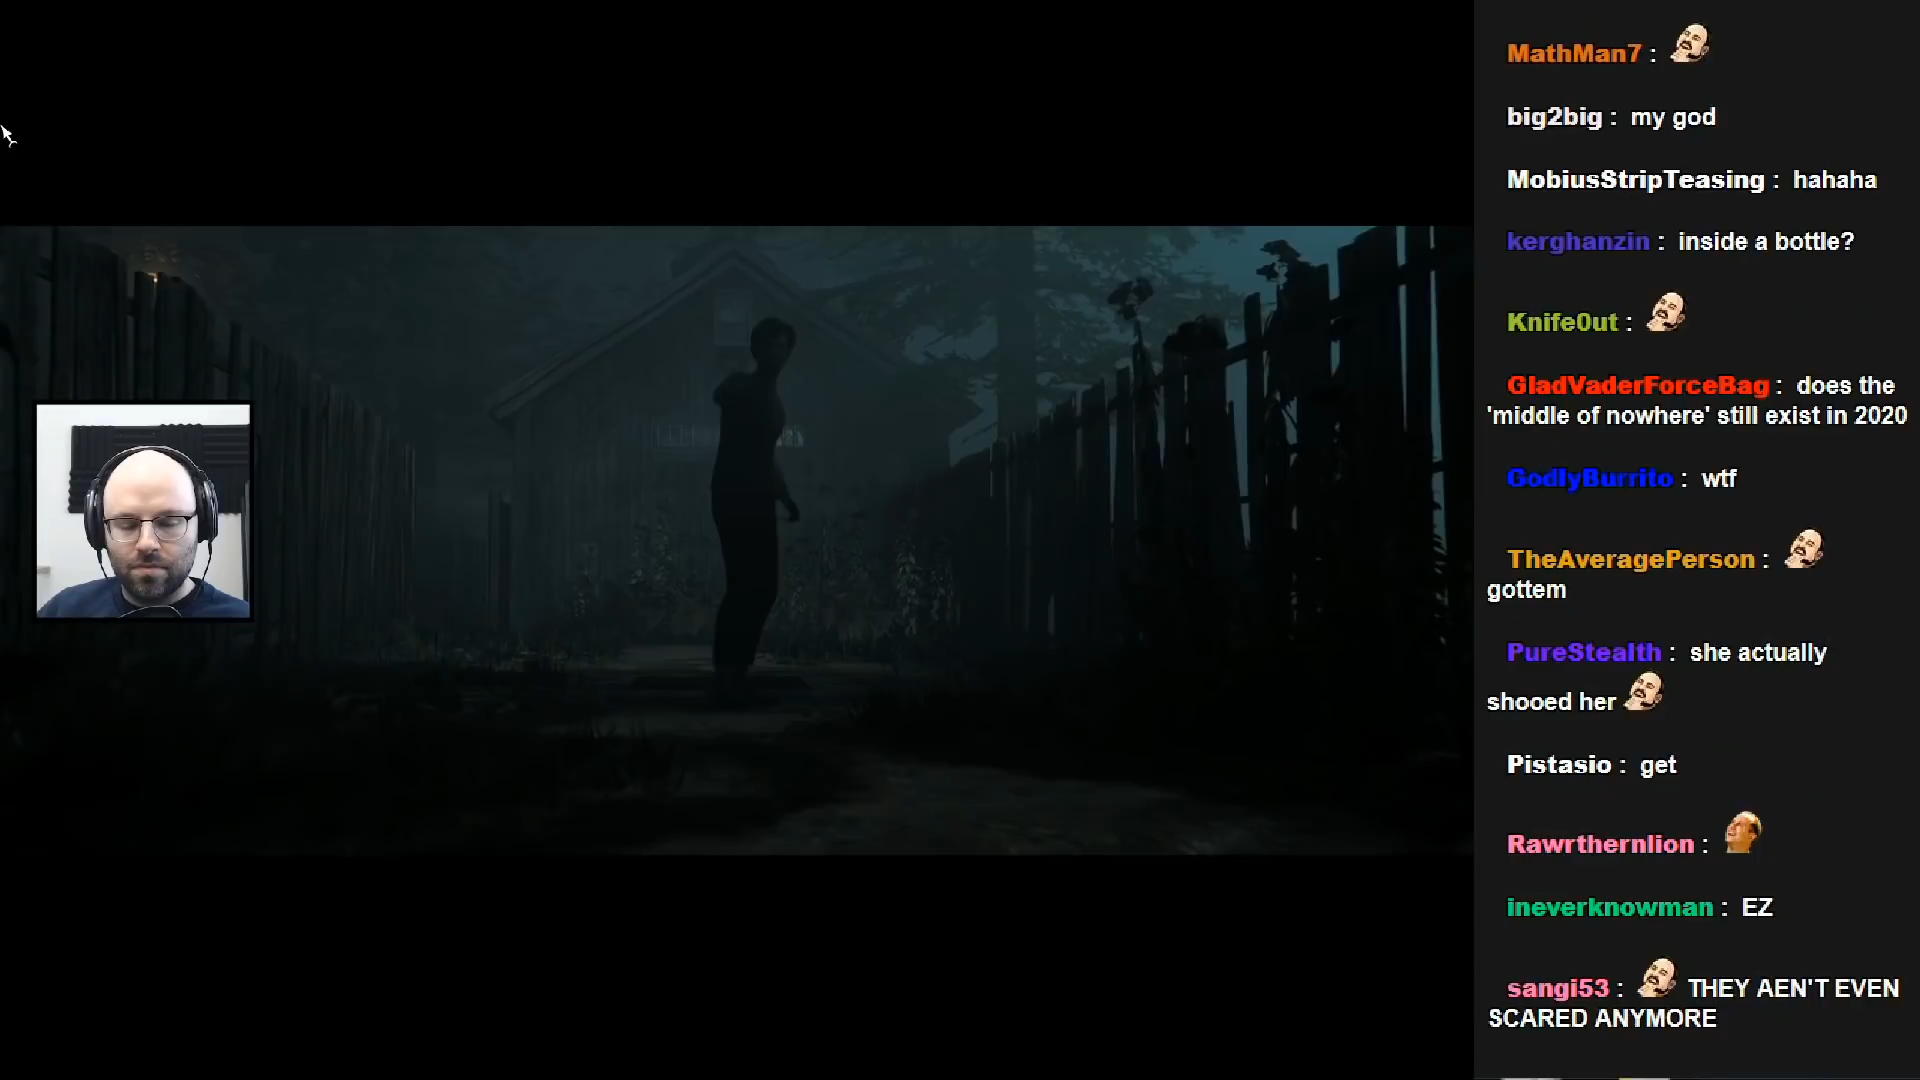 MathMan7 :
big2big : my god
MobiusStripTeasing : hahaha
kerghanzin : inside a bottle?
Knife0ut :
GladVaderForceBag : does the
'middle of nowhere' still exist in 2020
GodlyBurrito : wtf
TheAveragePerson :
gottem
PureStealth : she actually
shooed her
Pistasio : get
Rawrthernlion :
ineverknowman : EZ
sangi53 : THEY AEN'T EVEN
SCARED ANYMORE